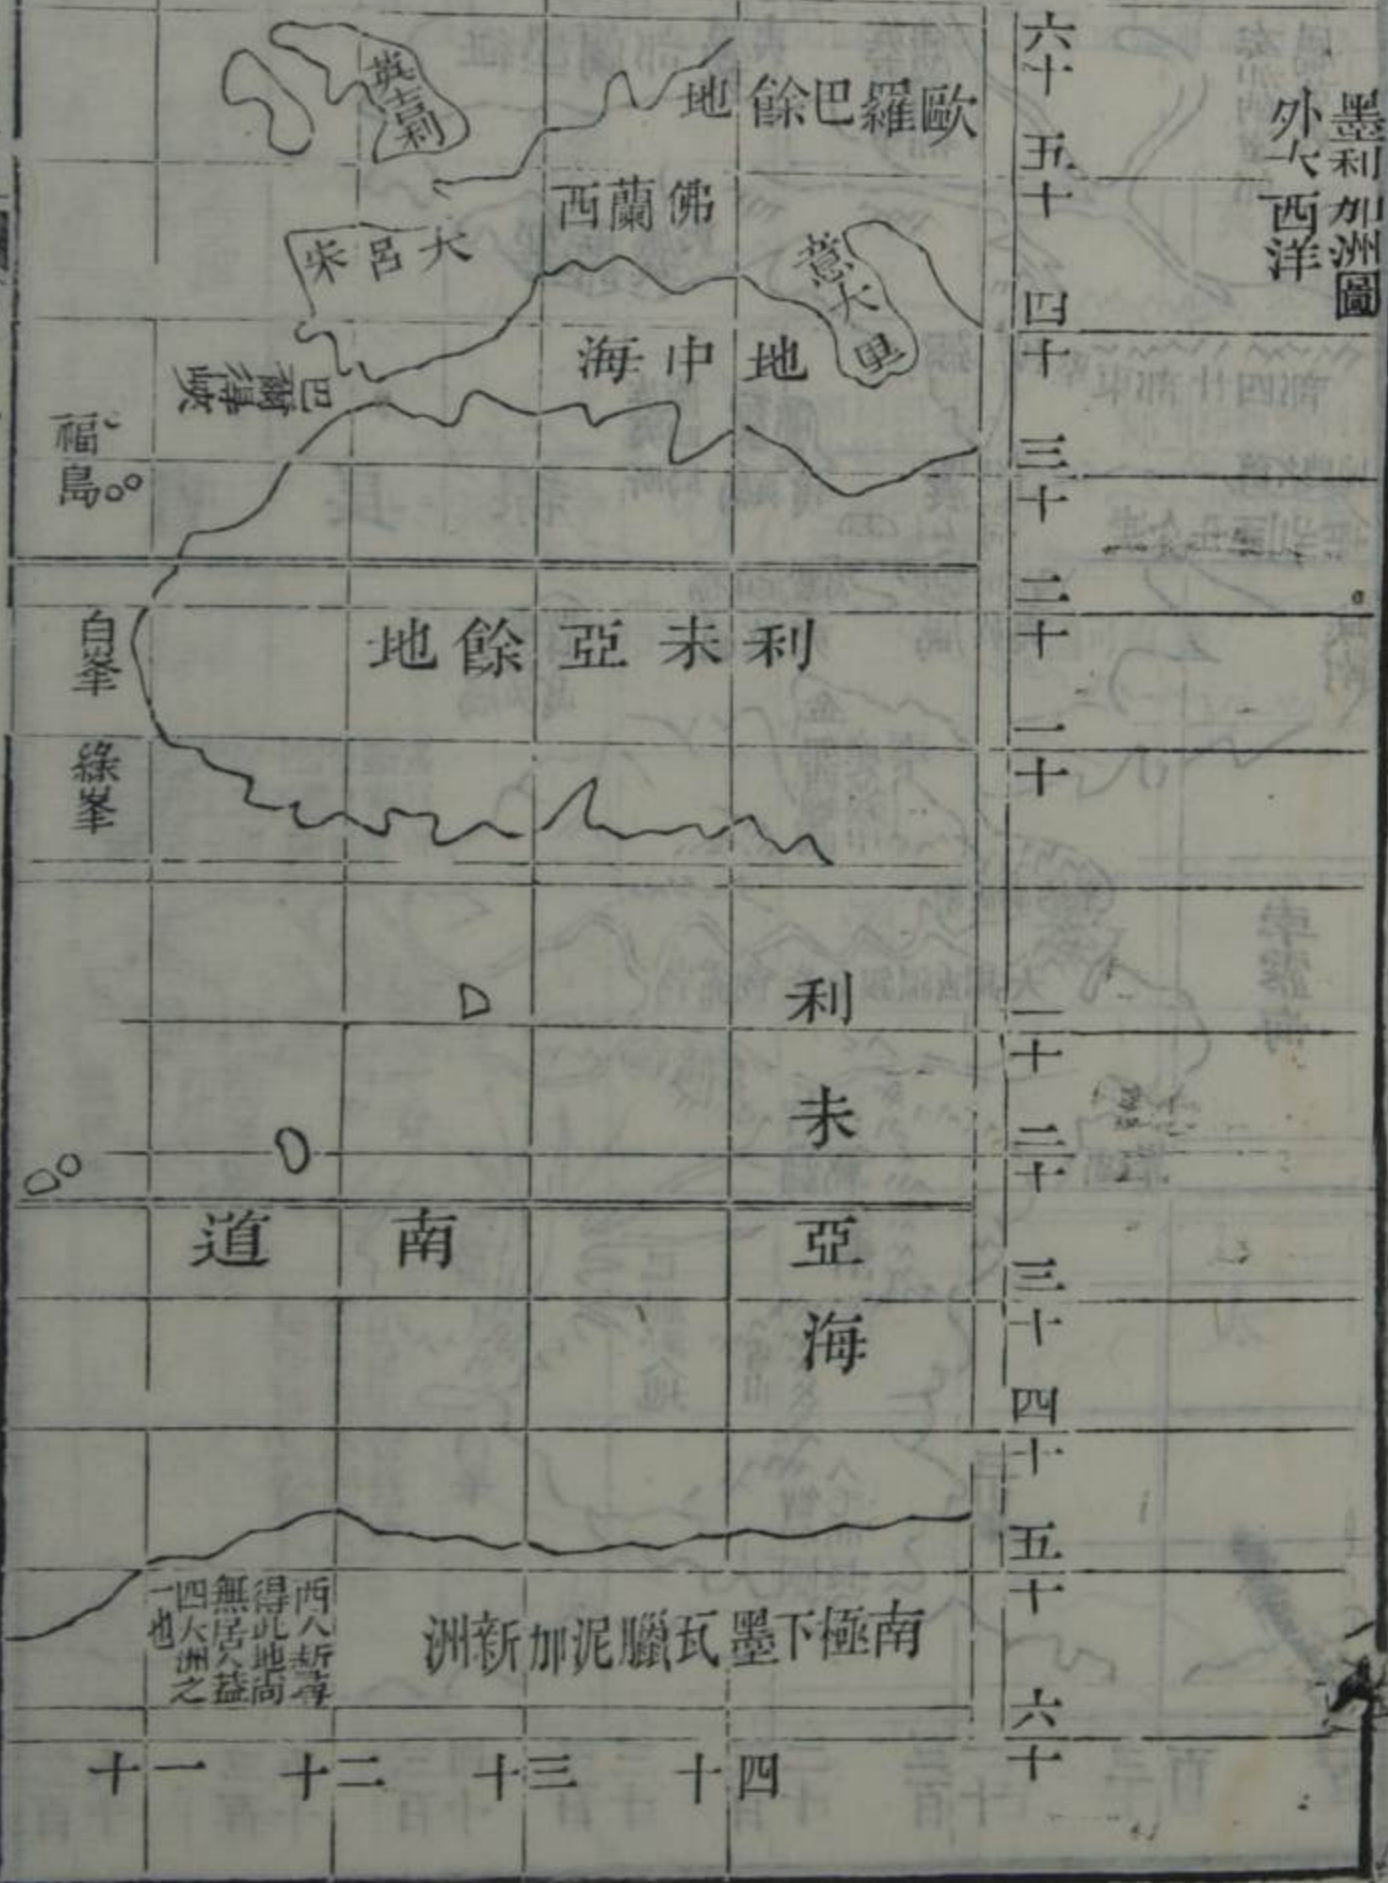 墨利加洲圖
外大西洋
六十
五十
四十
三十
二十
一十
一十
二十
三十
四十
五十
六十
歐羅巴餘地
英吉利
佛蘭西
大呂宋
意大里
地中海
巴爾得峽
福島
利未亞餘地
白峯
綠峯
利未亞海
南道
南極下墨瓦臘泥加新洲
西人新尋
得此地尚
無居人益
四大洲之
一也
四十
三十
二十
一十